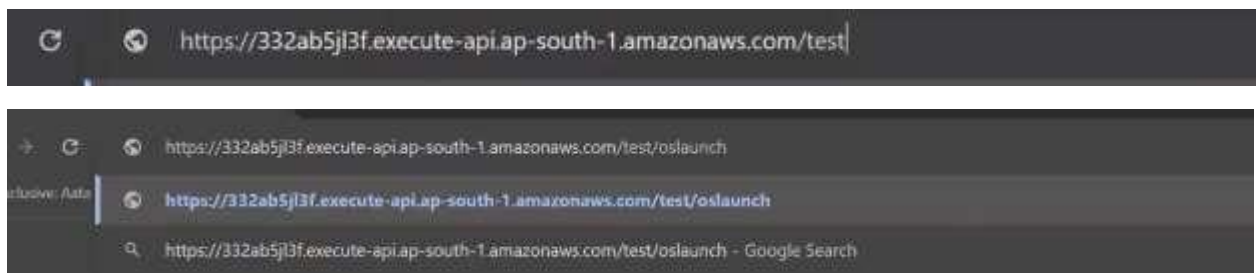 https://332ab5jl3f.execute-api.ap-south-1.amazonaws.com/test
https://332ab5jl3f.execute-api.ap-south-1.amazonaws.com/test/oslaunch
https://332ab5jl3f.execute-api.ap-south-1.amazonaws.com/test/oslaunch
https://332ab5jl3f.execute-api.ap-south-1.amazonaws.com/test/oslaunch - Google Search